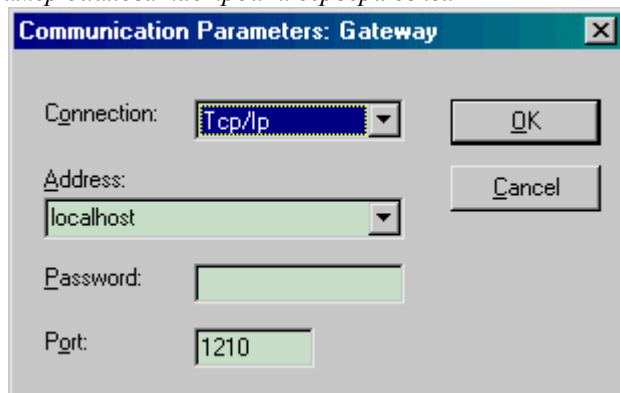 Communication Parameters: Gateway
Connection: Tcp/Ip OK
Address: Cancel
localhost
Password:
Port: 1210